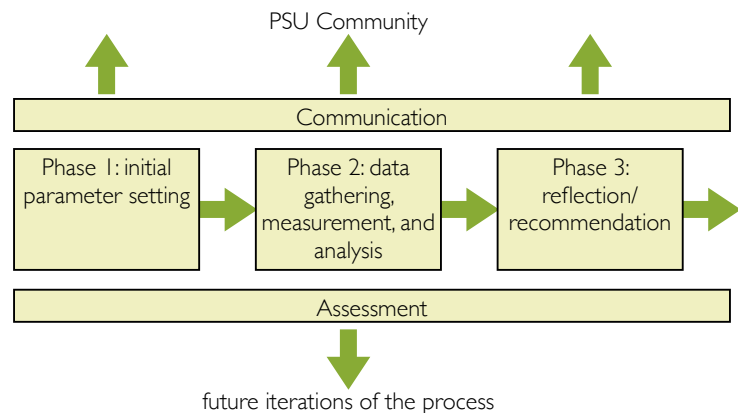 PSU Community
Communication
Phase 1: initial
parameter setting
Phase 2: data
gathering,
measurement, and
analysis
Phase 3:
reflection/
recommendation
Assessment
future iterations of the process